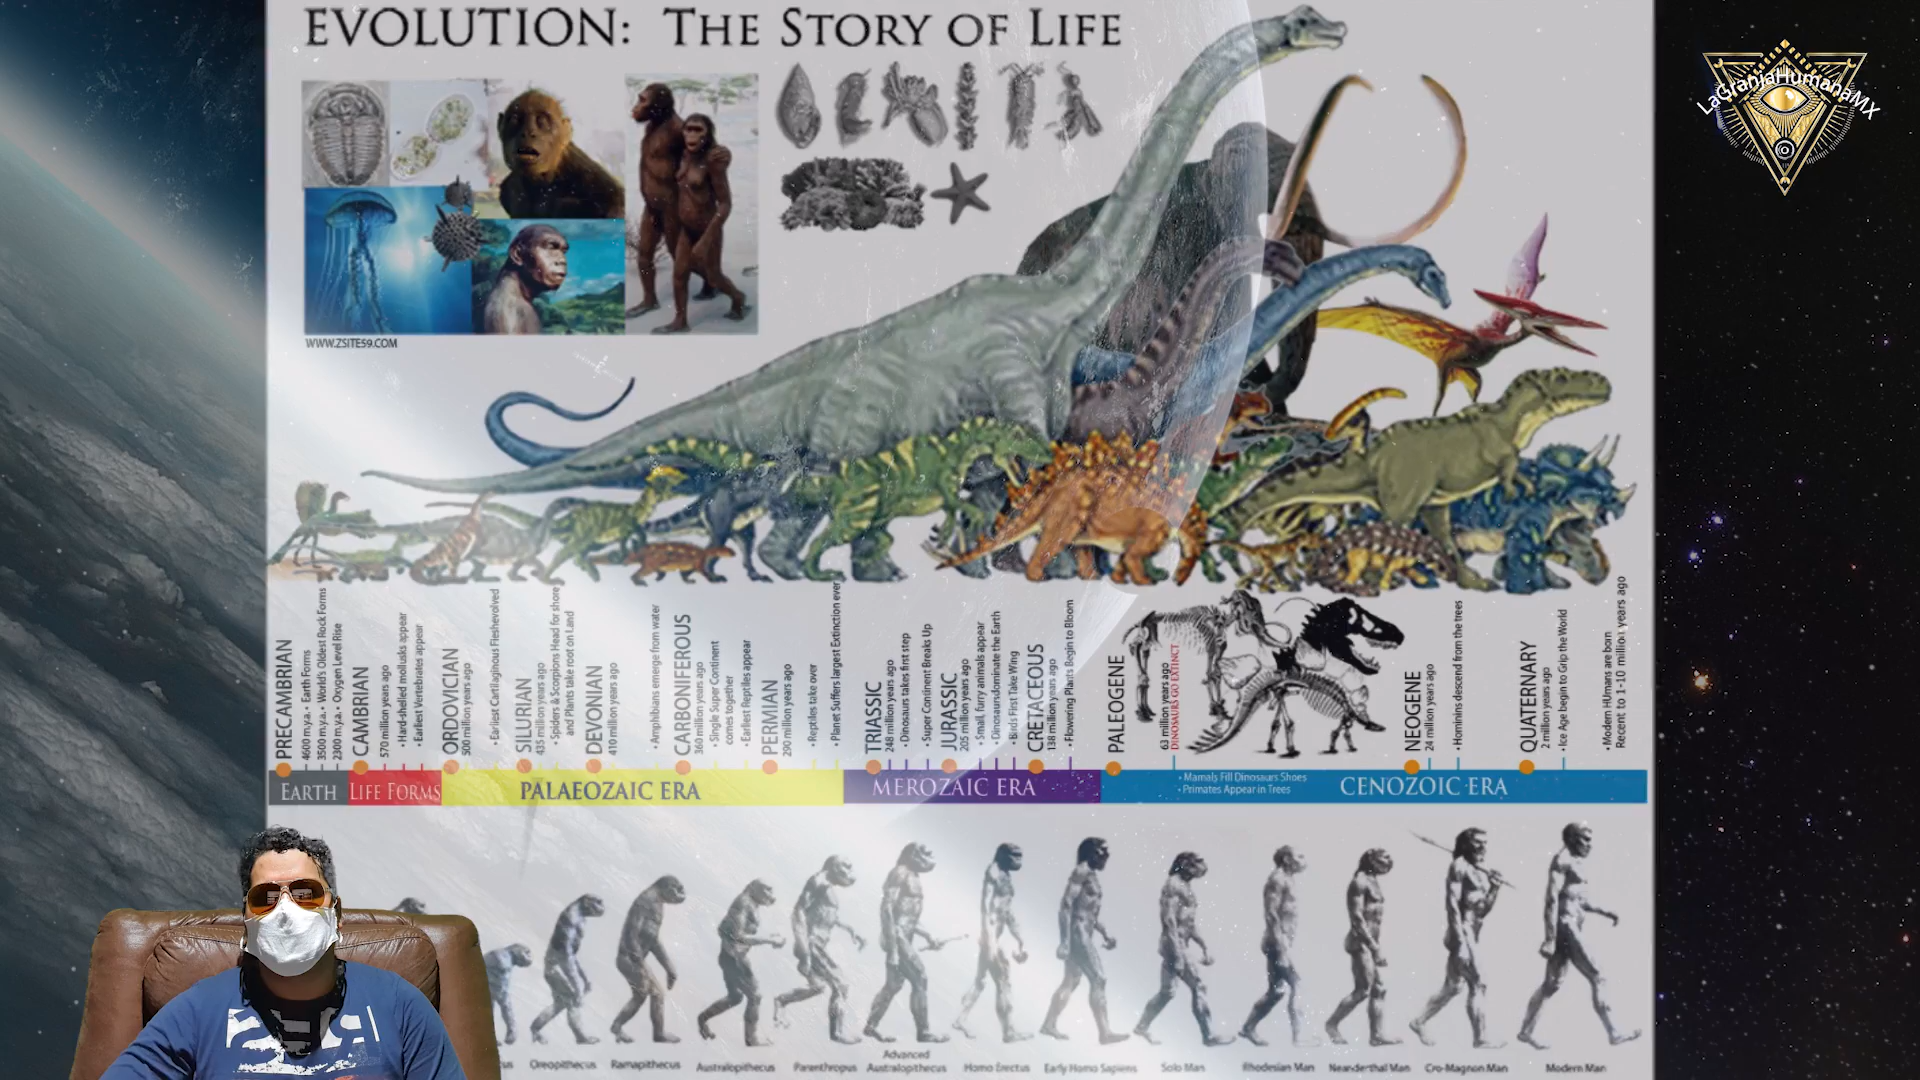 EVOLUTION: THE STORY OF LIFE
LaGranjaHumanaMX
WWW.ZSITE59.COM
PRECAMBRIAN
• 4600 m.y.a. • Earth Forms
3500 m.y.a. • World's Oldest Rock Forms
2300 m.y.a. • Oxygen Level Rise
CAMBRIAN
570 million years ago
• Hard-shelled mollusks appear
• Earliest Vertebrates appear
ORDOVICIAN
500 million years ago
• Earliest Cartilaginous Fleshevolved
SILURIAN
435 million years ago
• Spiders & Scorpions Head for shore
and Plants take root on Land
DEVONIAN
410 million years ago
• Amphibians emerge from water
CARBONIFEROUS
360 million years ago
• Single Super Continent
comes together
• Earliest Reptiles appear
PERMIAN
290 million years ago
• Reptiles take over
• Planet Suffers largest Extinction ever
TRIASSIC
248 million years ago
• Dinosaurs takes first step
• Super Continent Breaks Up
JURASSIC
205 million years ago
• Small, furry animals appear
• Dinosaursdominate the Earth
• Birds First Take Wing
CRETACEOUS
138 million years ago
• Flowering Plants Begin to Bloom
PALEOGENE
63 million years ago
DINOSAURS GO EXTINCT
NEOGENE
24 million years ago
• Hominins descend from the trees
QUATERNARY
2 million years ago
• Ice Age begin to Grip the World
• Modern HUmans are born
Recent to 1-10 million years ago
EARTH
LIFE FORMS
PALAEOZAIC ERA
MEROZAIC ERA
• Mamals Fill Dinosaurs Shoes
• Primates Appear in Trees
CENOZOIC ERA
Oreopithecus
Ramapithecus
Australopithecus
Paranthropus
Advanced
Australopithecus
Homo Erectus
Early Homo Sapiens
Solo Man
Rhodesian Man
Neanderthal Man
Cro-Magnon Man
Modern Man